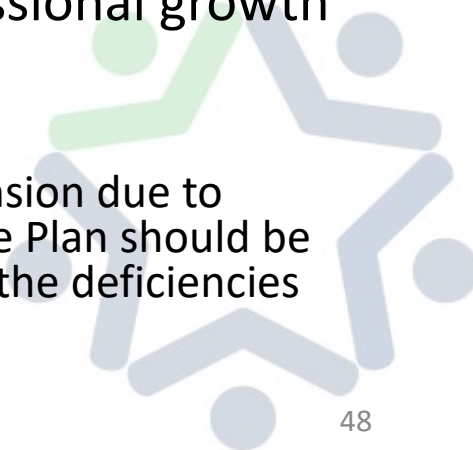 ssional growth
nsion due to
e Plan should be
the deficiencies
48